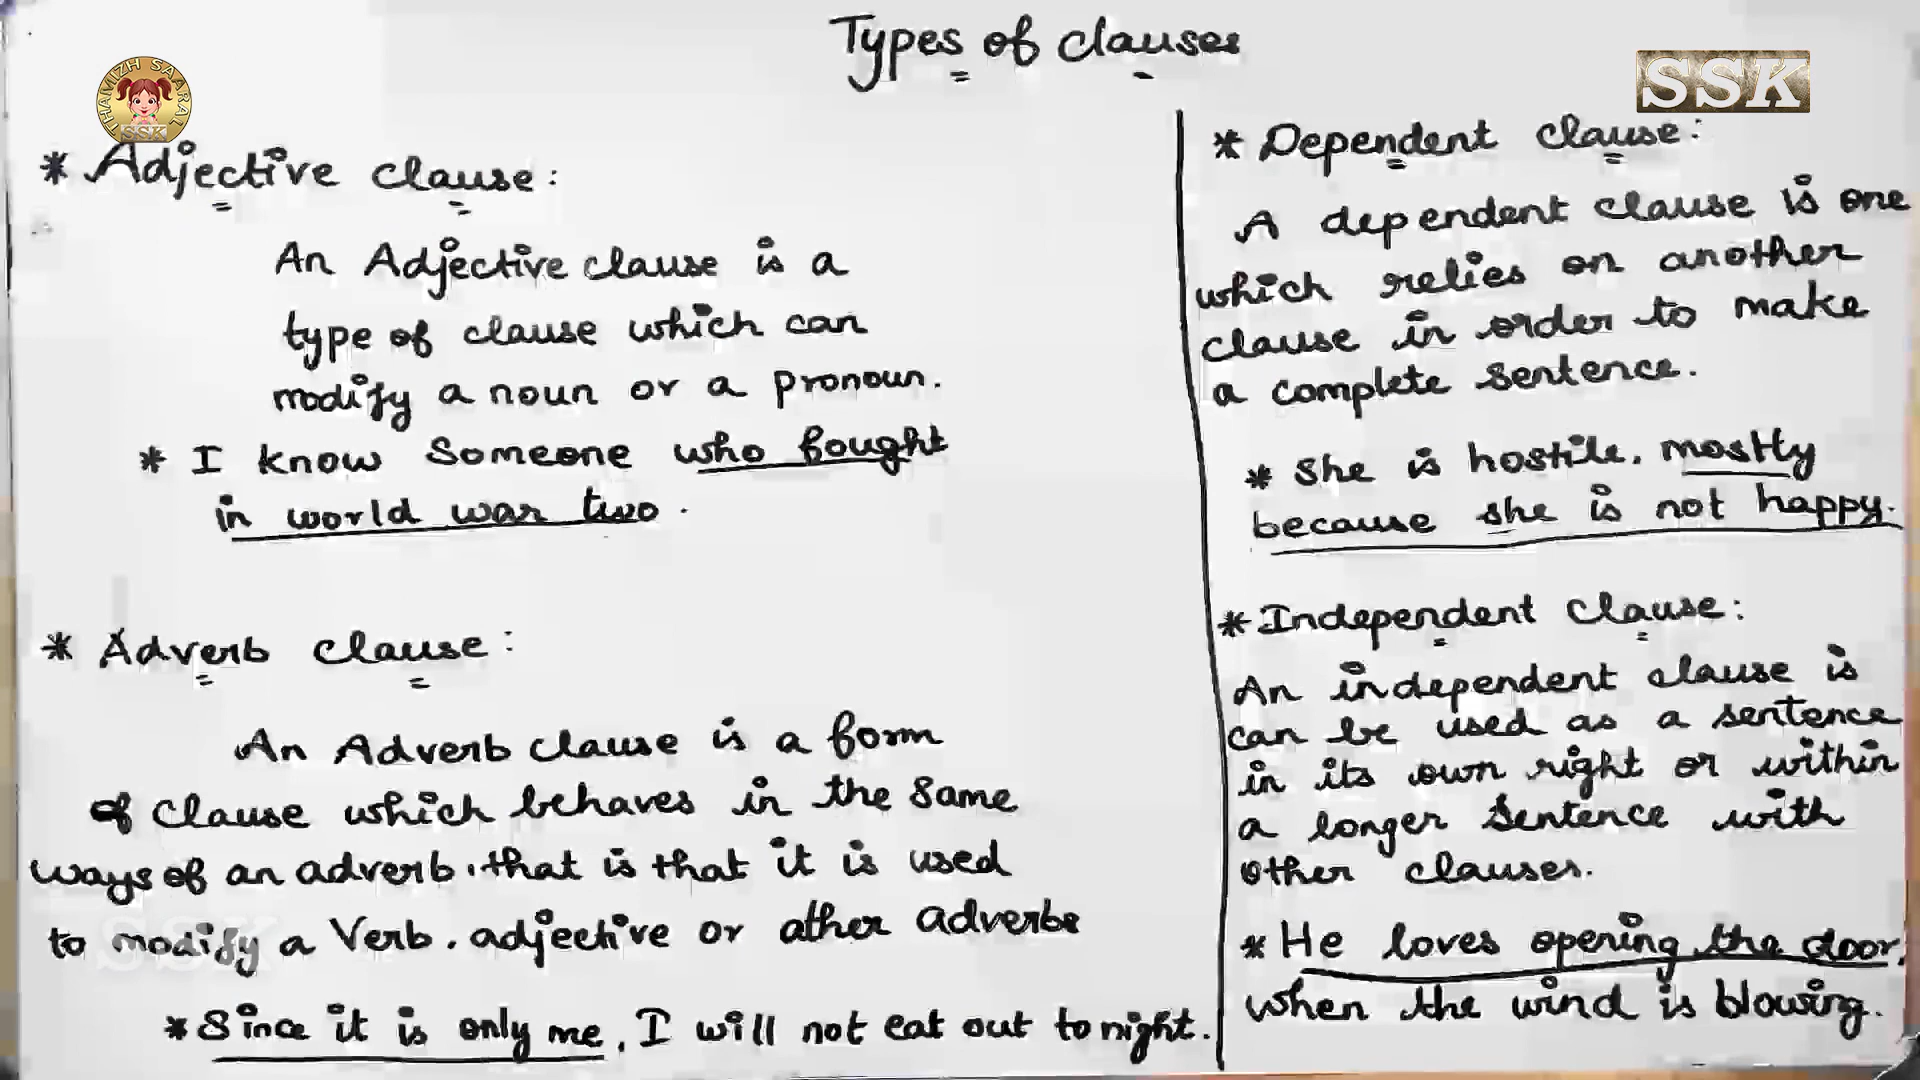 Types of clauses
THAMIZH SAARAL
SSK
SSK
* Adjective clause:
An Adjective clause is a
type of clause which can
modify a noun or a pronoun.
* I know someone who fought
in world war two.
* Adverb clause:
An Adverb clause is a form
of clause which behaves in the same
ways of an adverb. that is that it is used
to modify a verb. adjective or other adverbs
SSK
* Since it is only me, I will not eat out tonight.
* Dependent clause:
A dependent clause is one
which relies on another
clause in order to make
a complete sentence.
* She is hostile, mostly
because she is not happy.
* Independent clause:
An independent clause is
can be used as a sentence
in its own right or within
a longer sentence with
other clauses.
* He loves opening the door,
when the wind is blowing.